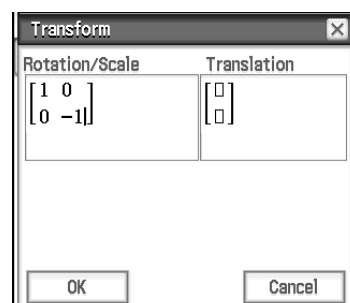 Transform
Rotation/Scale Translation
[1 0
0 -1] [□
□]
OK Cancel